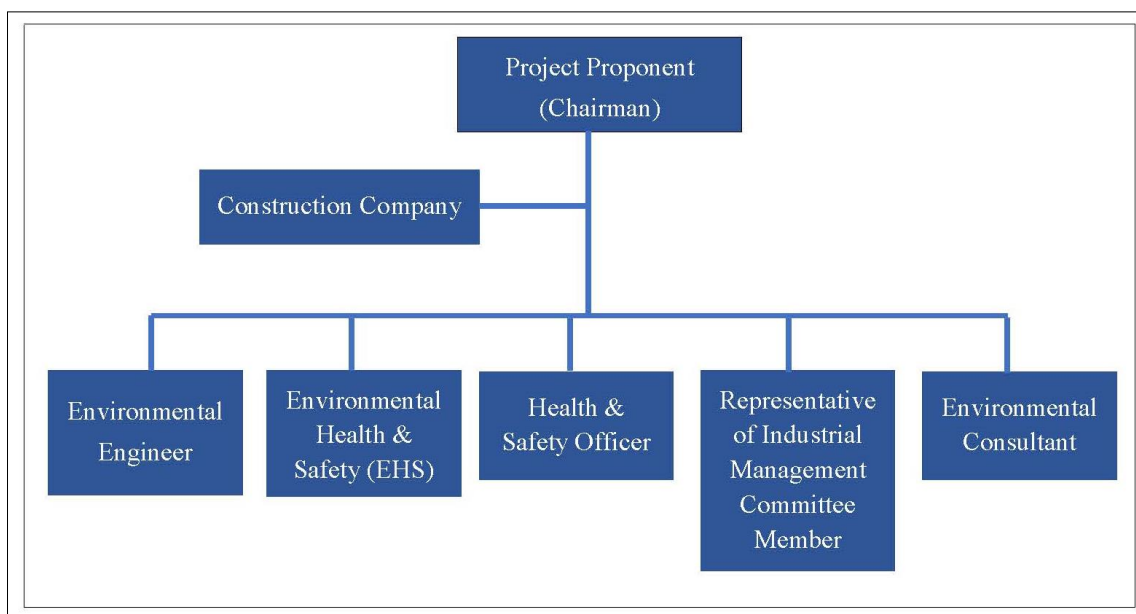 Project Proponent
(Chairman)
Construction Company
Environmental
Engineer
Environmental
Health &
Safety (EHS)
Health &
Safety Officer
Representative
of Industrial
Management
Committee
Member
Environmental
Consultant